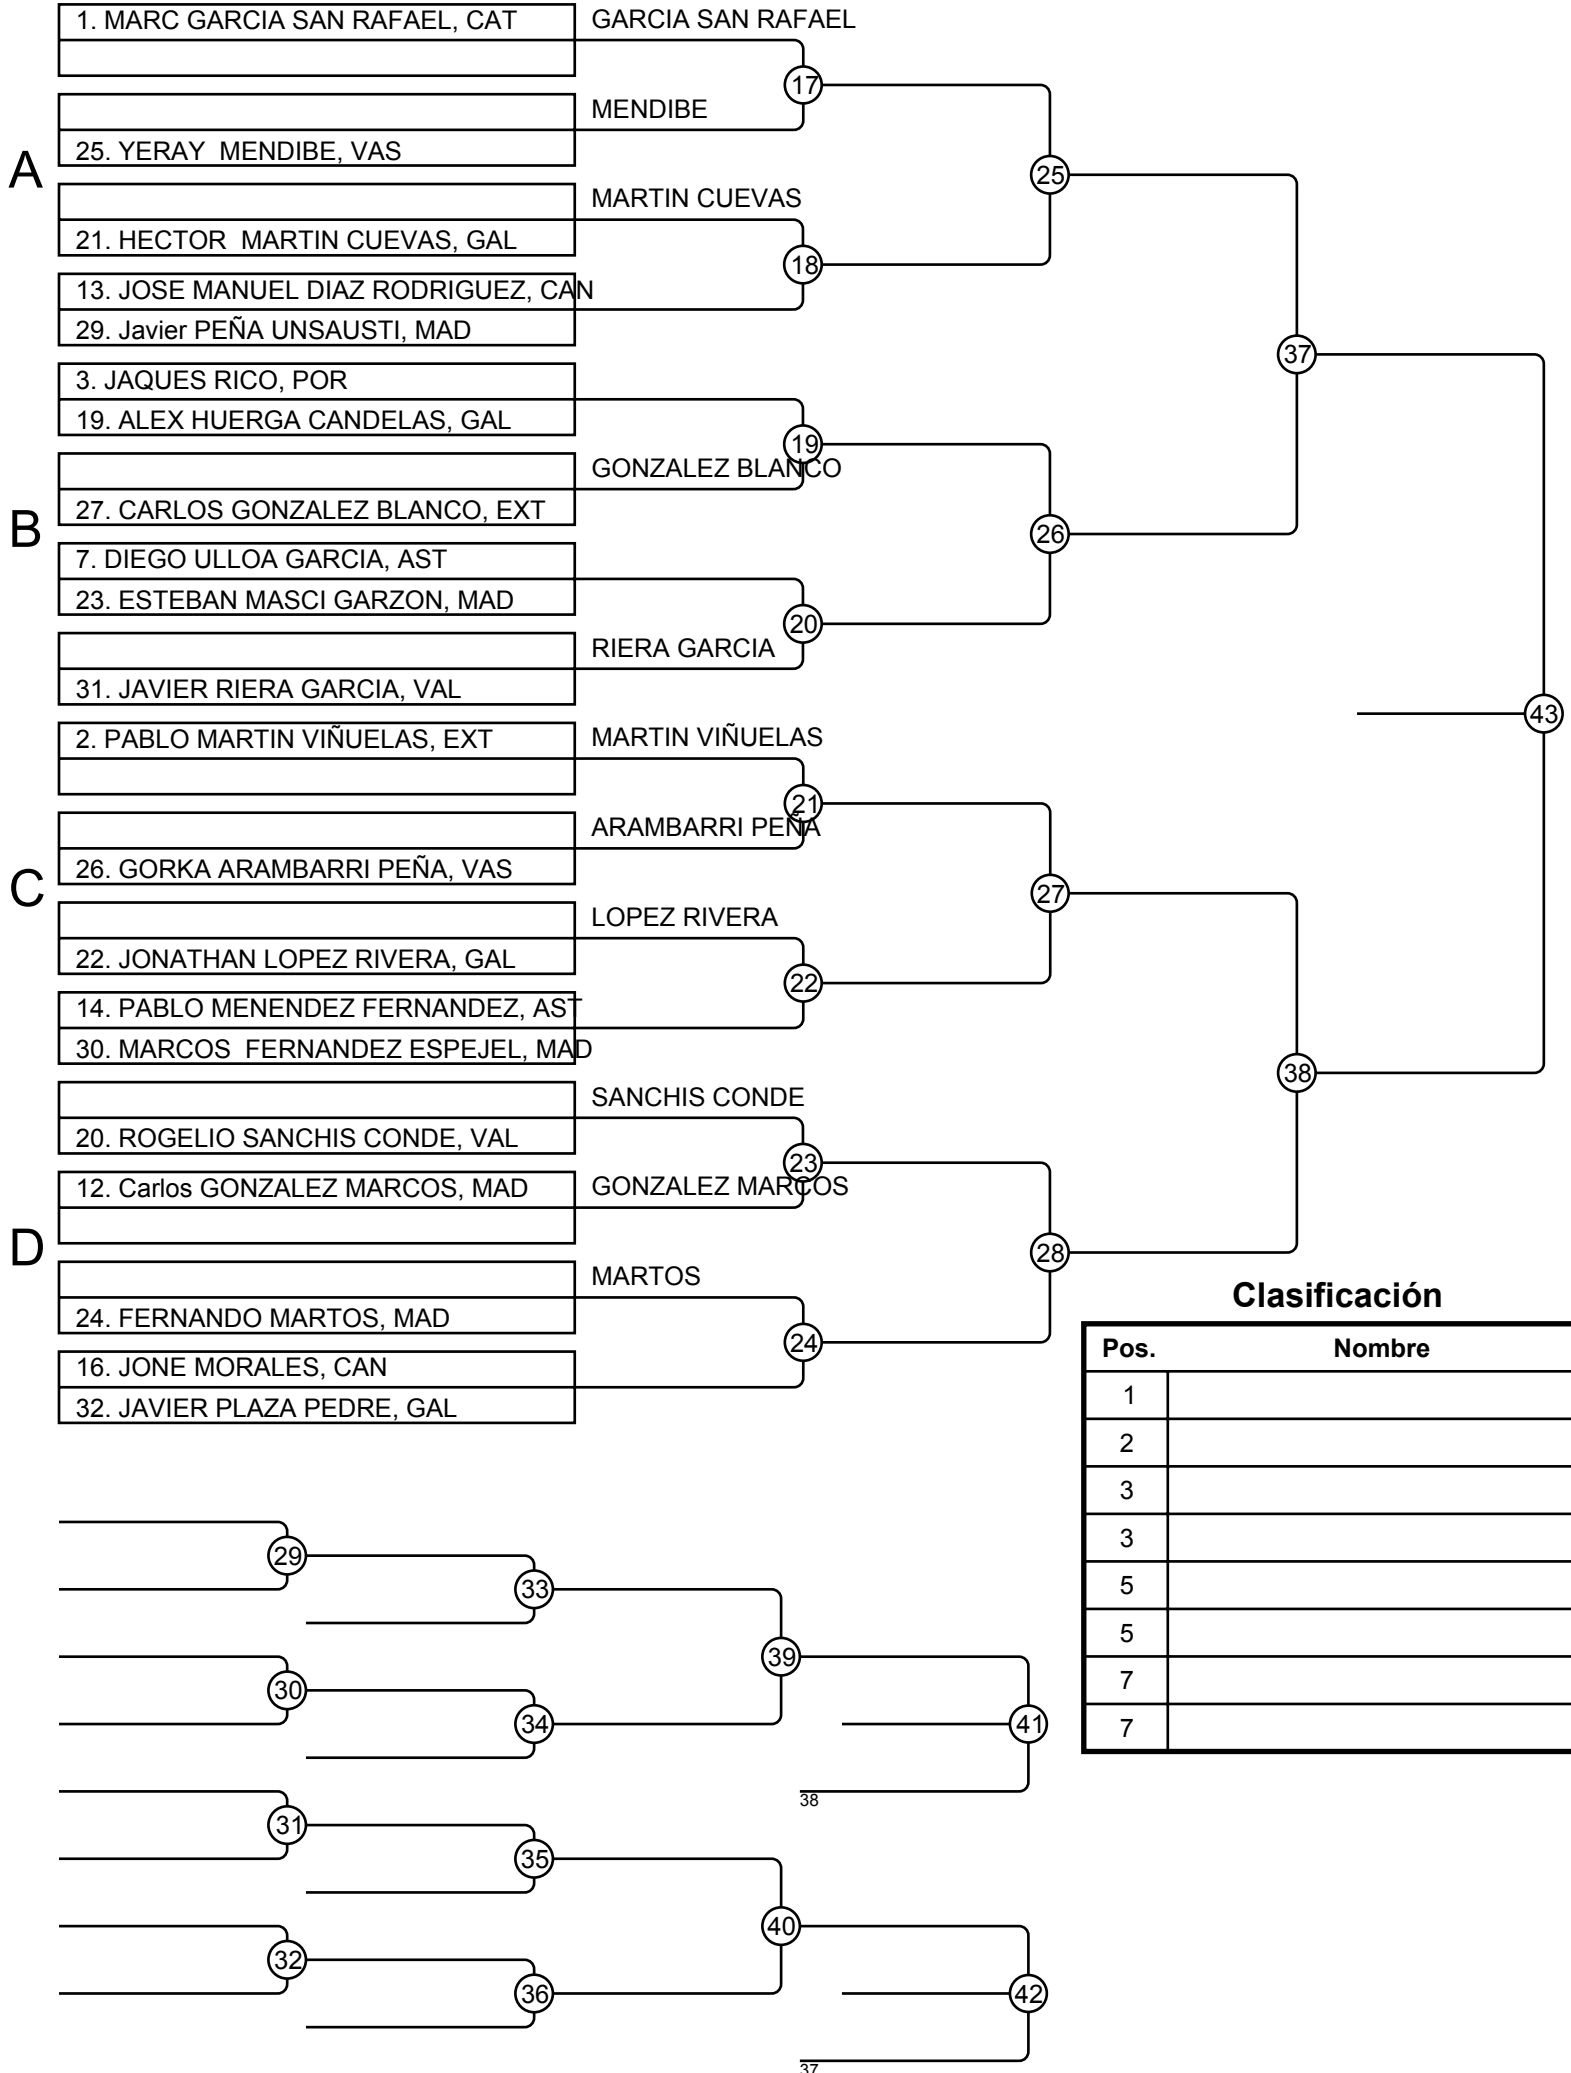 1. MARC GARCIA SAN RAFAEL, CAT
GARCIA SAN RAFAEL
17
MENDIBE
25. YERAY  MENDIBE, VAS
A
25
MARTIN CUEVAS
21. HECTOR  MARTIN CUEVAS, GAL
18
13. JOSE MANUEL DIAZ RODRIGUEZ, CAN
29. Javier PEÑA UNSAUSTI, MAD
37
3. JAQUES RICO, POR
19. ALEX HUERGA CANDELAS, GAL
19
GONZALEZ BLANCO
27. CARLOS GONZALEZ BLANCO, EXT
B
26
7. DIEGO ULLOA GARCIA, AST
23. ESTEBAN MASCI GARZON, MAD
20
RIERA GARCIA
31. JAVIER RIERA GARCIA, VAL
43
2. PABLO MARTIN VIÑUELAS, EXT
MARTIN VIÑUELAS
21
ARAMBARRI PEÑA
26. GORKA ARAMBARRI PEÑA, VAS
C
27
LOPEZ RIVERA
22. JONATHAN LOPEZ RIVERA, GAL
22
14. PABLO MENENDEZ FERNANDEZ, AST
30. MARCOS  FERNANDEZ ESPEJEL, MAD
38
SANCHIS CONDE
20. ROGELIO SANCHIS CONDE, VAL
23
12. Carlos GONZALEZ MARCOS, MAD
GONZALEZ MARCOS
D
28
MARTOS
24. FERNANDO MARTOS, MAD
24
16. JONE MORALES, CAN
32. JAVIER PLAZA PEDRE, GAL
Clasificación
Pos. Nombre
1
2
3
3
5
5
7
7
29
33
39
30
34
41
38
31
35
40
32
36
42
37